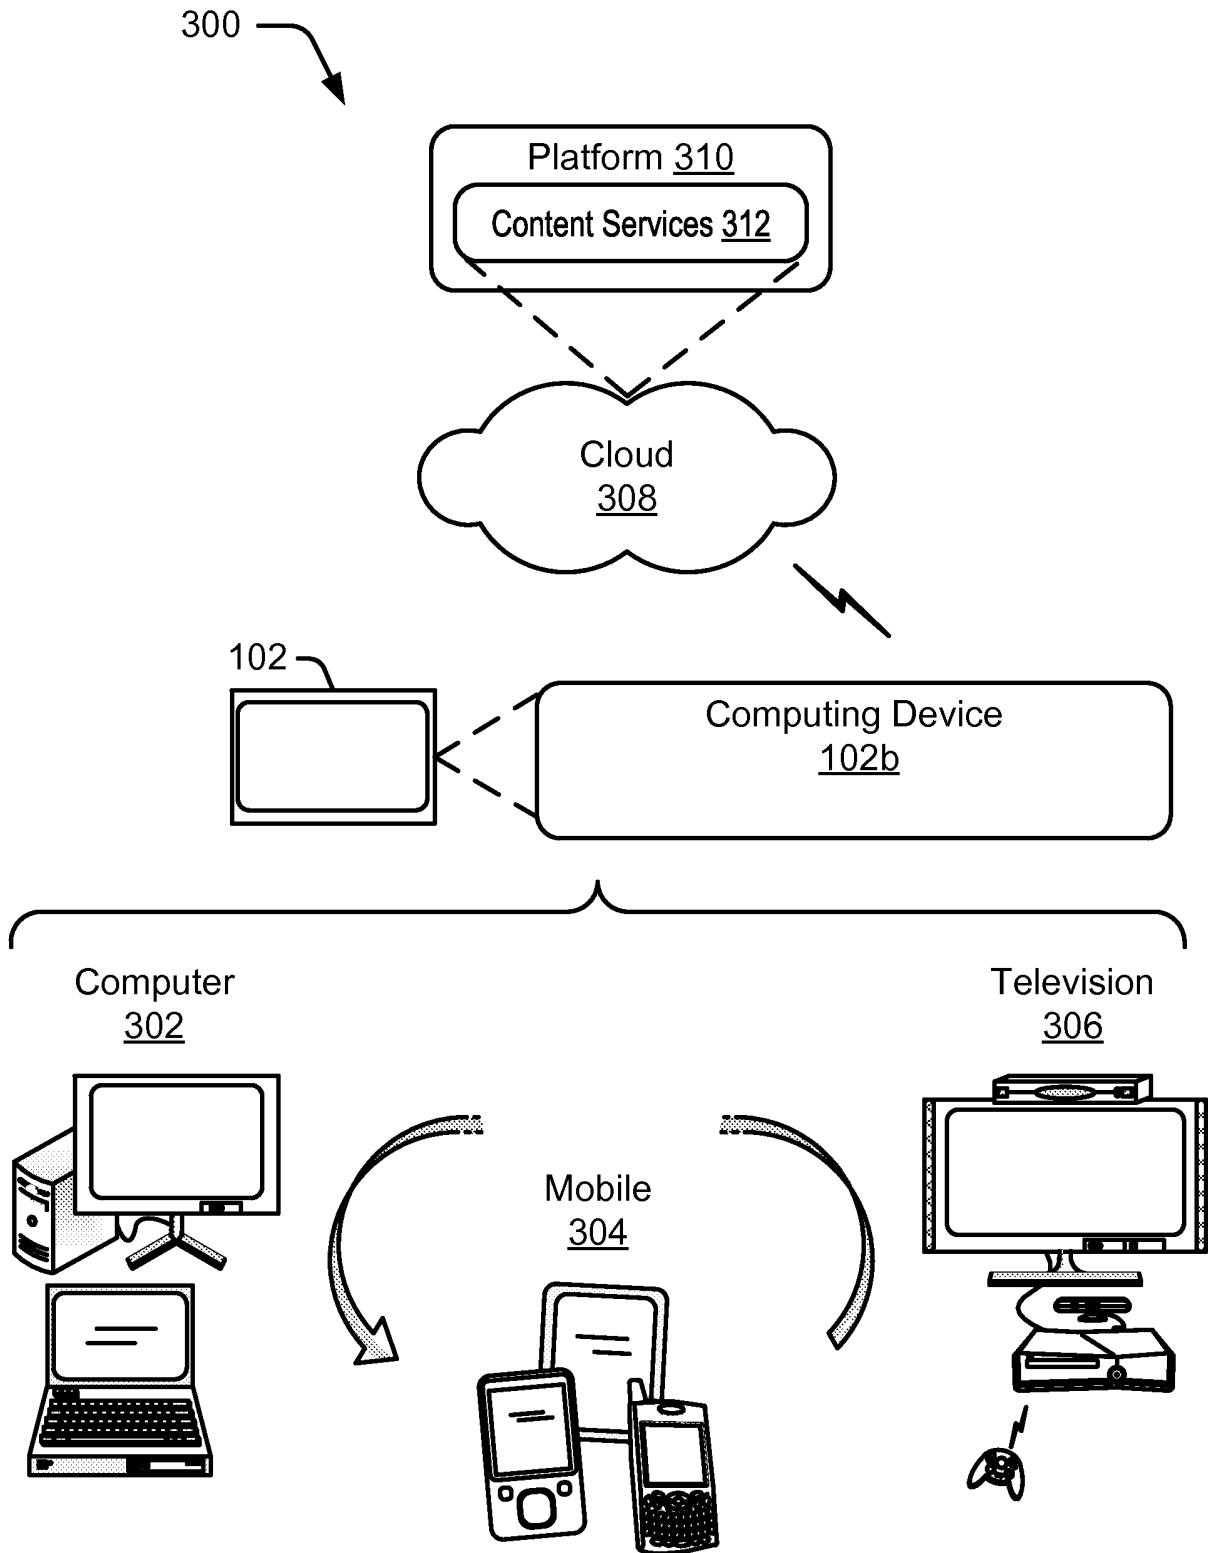 300
Platform 310
Content Services 312
Cloud
308
102
Computing Device
102b
Computer
302
Television
306
Mobile
304